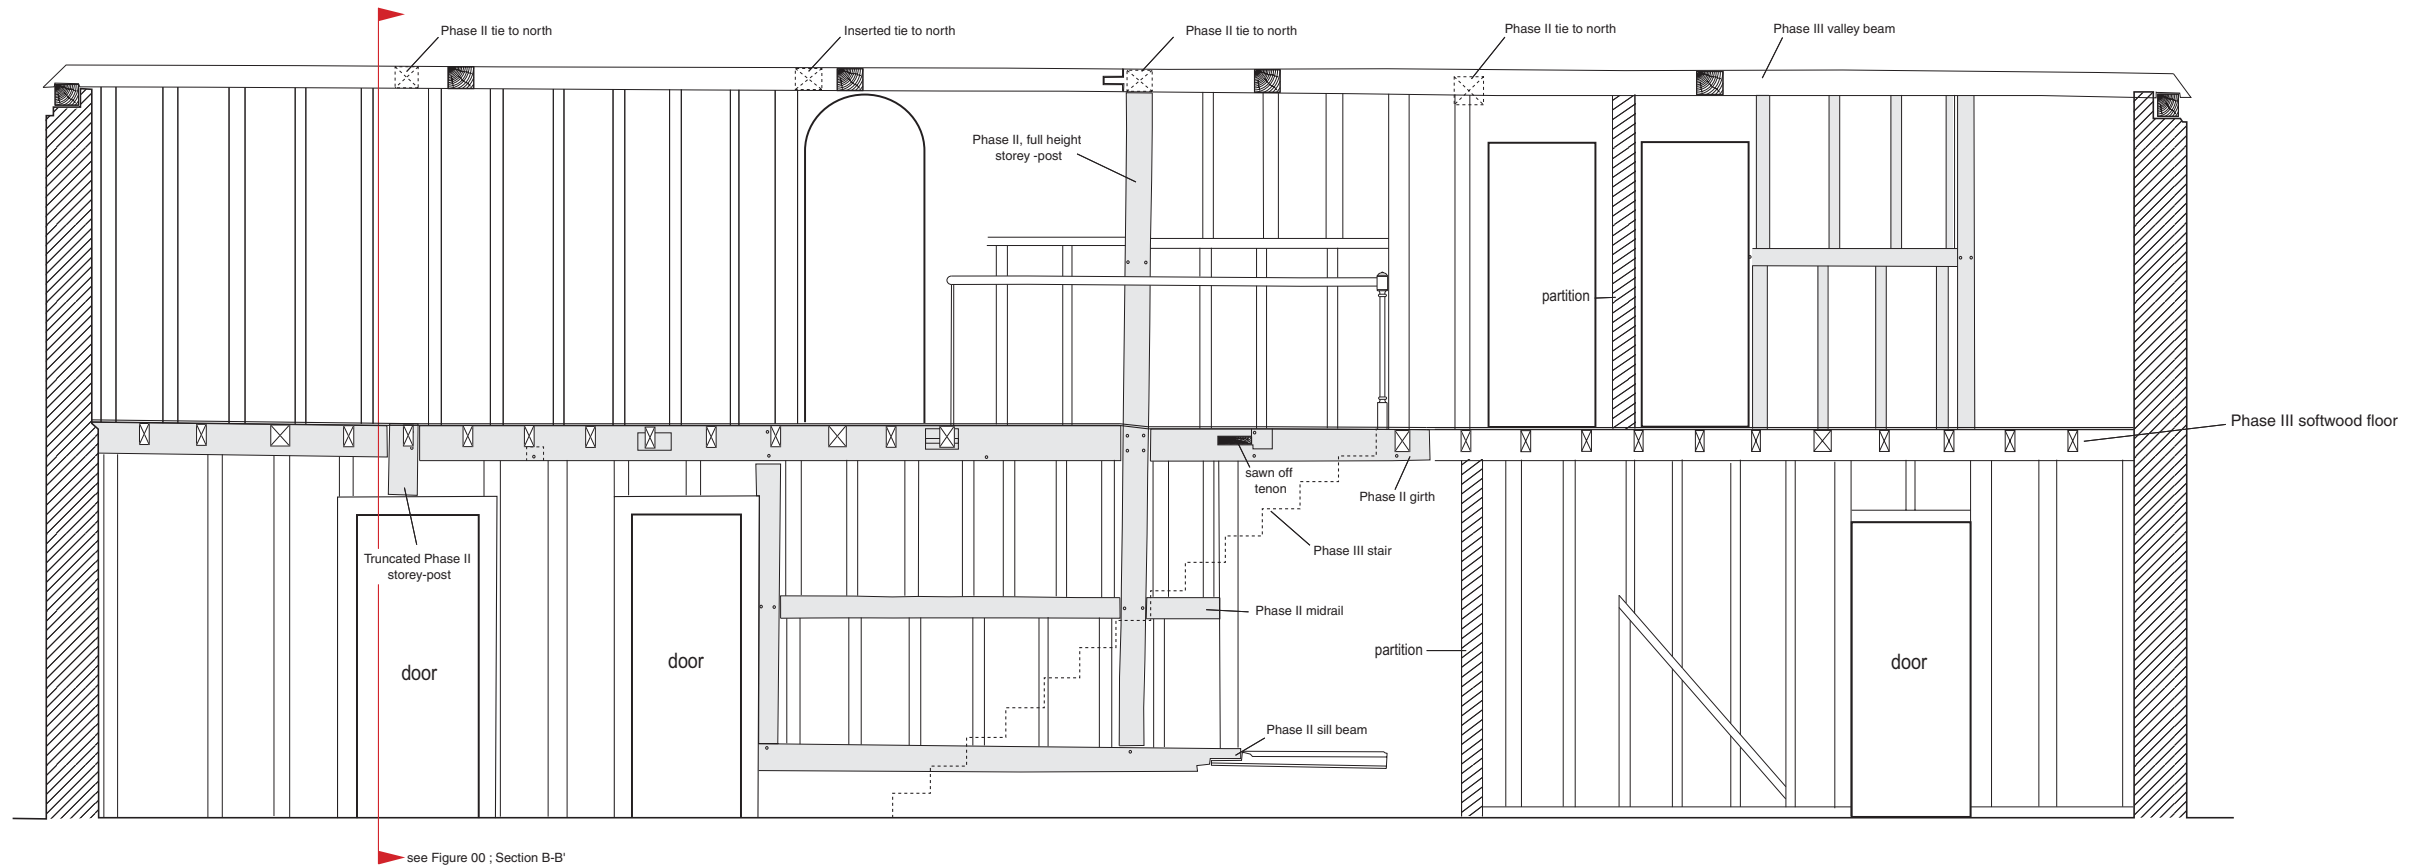 Phase II tie to north
Inserted tie to north
Phase II tie to north
Phase II tie to north
Phase III valley beam
Phase II, full height
storey -post
partition
Phase III softwood floor
sawn off
tenon
Phase II girth
Truncated Phase II
storey-post
Phase III stair
Phase II midrail
partition
door
door
door
Phase II sill beam
see Figure 00 ; Section B-B'